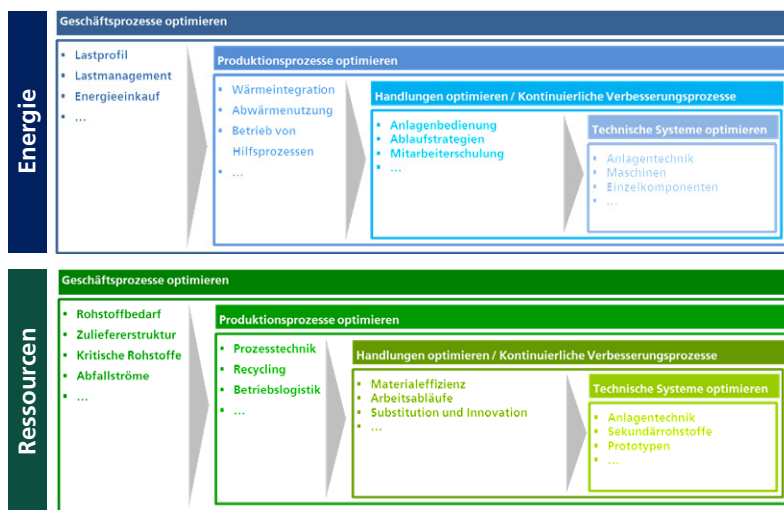 Energie
Geschäftsprozesse optimieren
▪ Lastprofil
▪ Lastmanagement
▪ Energieeinkauf
▪ ...
Produktionsprozesse optimieren
▪ Wärmeintegration
▪ Abwärmenutzung
▪ Betrieb von
Hilfsprozessen
▪ ...
Handlungen optimieren / Kontinuierliche Verbesserungsprozesse
▪ Anlagenbedienung
▪ Ablaufstrategien
▪ Mitarbeiterschulung
▪ ...
Technische Systeme optimieren
▪ Anlagentechnik
▪ Maschinen
▪ Einzelkomponenten
▪ ...
Ressourcen
Geschäftsprozesse optimieren
▪ Rohstoffbedarf
▪ Zuliefererstruktur
▪ Kritische Rohstoffe
▪ Abfallströme
▪ ...
Produktionsprozesse optimieren
▪ Prozesstechnik
▪ Recycling
▪ Betriebslogistik
▪ ...
Handlungen optimieren / Kontinuierliche Verbesserungsprozesse
▪ Materialeffizienz
▪ Arbeitsabläufe
▪ Substitution und Innovation
▪ ...
Technische Systeme optimieren
▪ Anlagentechnik
▪ Sekundärrohstoffe
▪ Prototypen
▪ ...